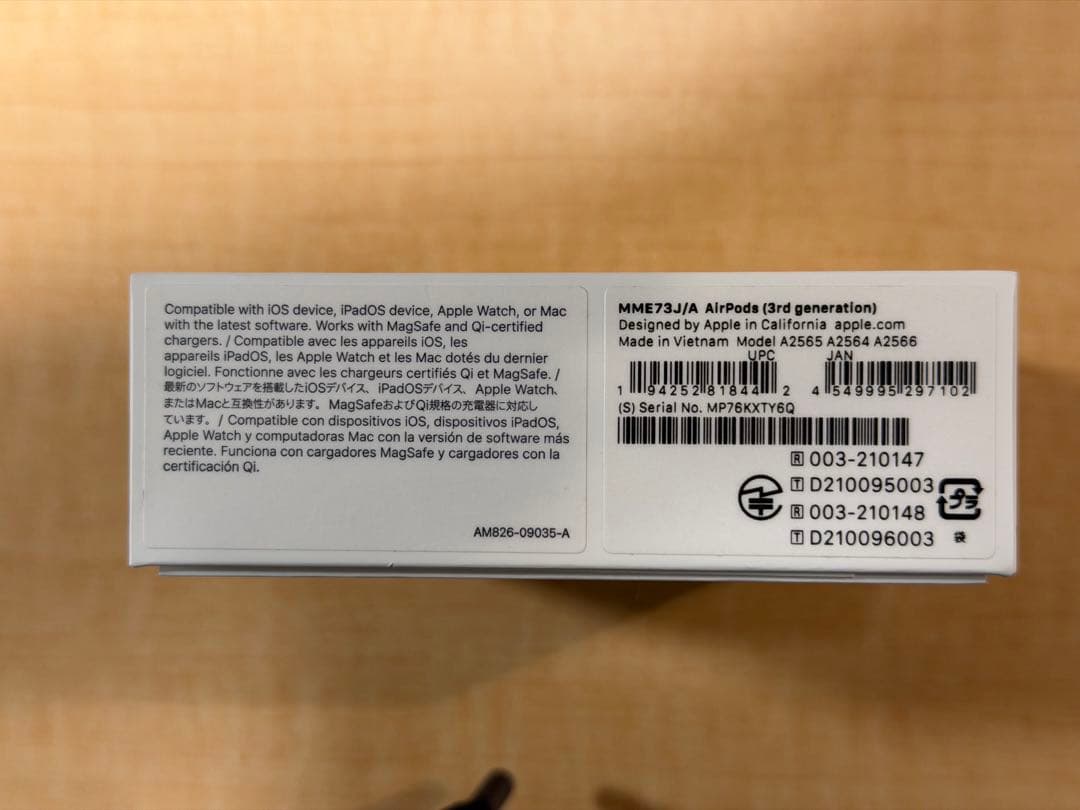 Compatible with iOS device, iPadOS device, Apple Watch, or Mac
with the latest software. Works with MagSafe and Qi-certified
chargers. / Compatible avec les appareils iOS, les
appareils iPadOS, les Apple Watch et les Mac dotés du dernier
logiciel. Fonctionne avec les chargeurs certifiés Qi et MagSafe. /
最新のソフトウェアを搭載したiOSデバイス、iPadOSデバイス、Apple Watch、
またはMacと互換性があります。MagSafeおよびQi規格の充電器に対応し
ています。/ Compatible con dispositivos iOS, dispositivos iPadOS,
Apple Watch y computadoras Mac con la versión de software más
reciente. Funciona con cargadores MagSafe y cargadores con la
certificación Qi.
AM826-09035-A
MME73J/A AirPods (3rd generation)
Designed by Apple in California apple.com
Made in Vietnam Model A2565 A2564 A2566
UPC JAN
1 94252 81844 2 4 549995 297102
(S) Serial No. MP76KXTY6Q
R 003-210147
T D210095003
R 003-210148
T D210096003
プラ
袋